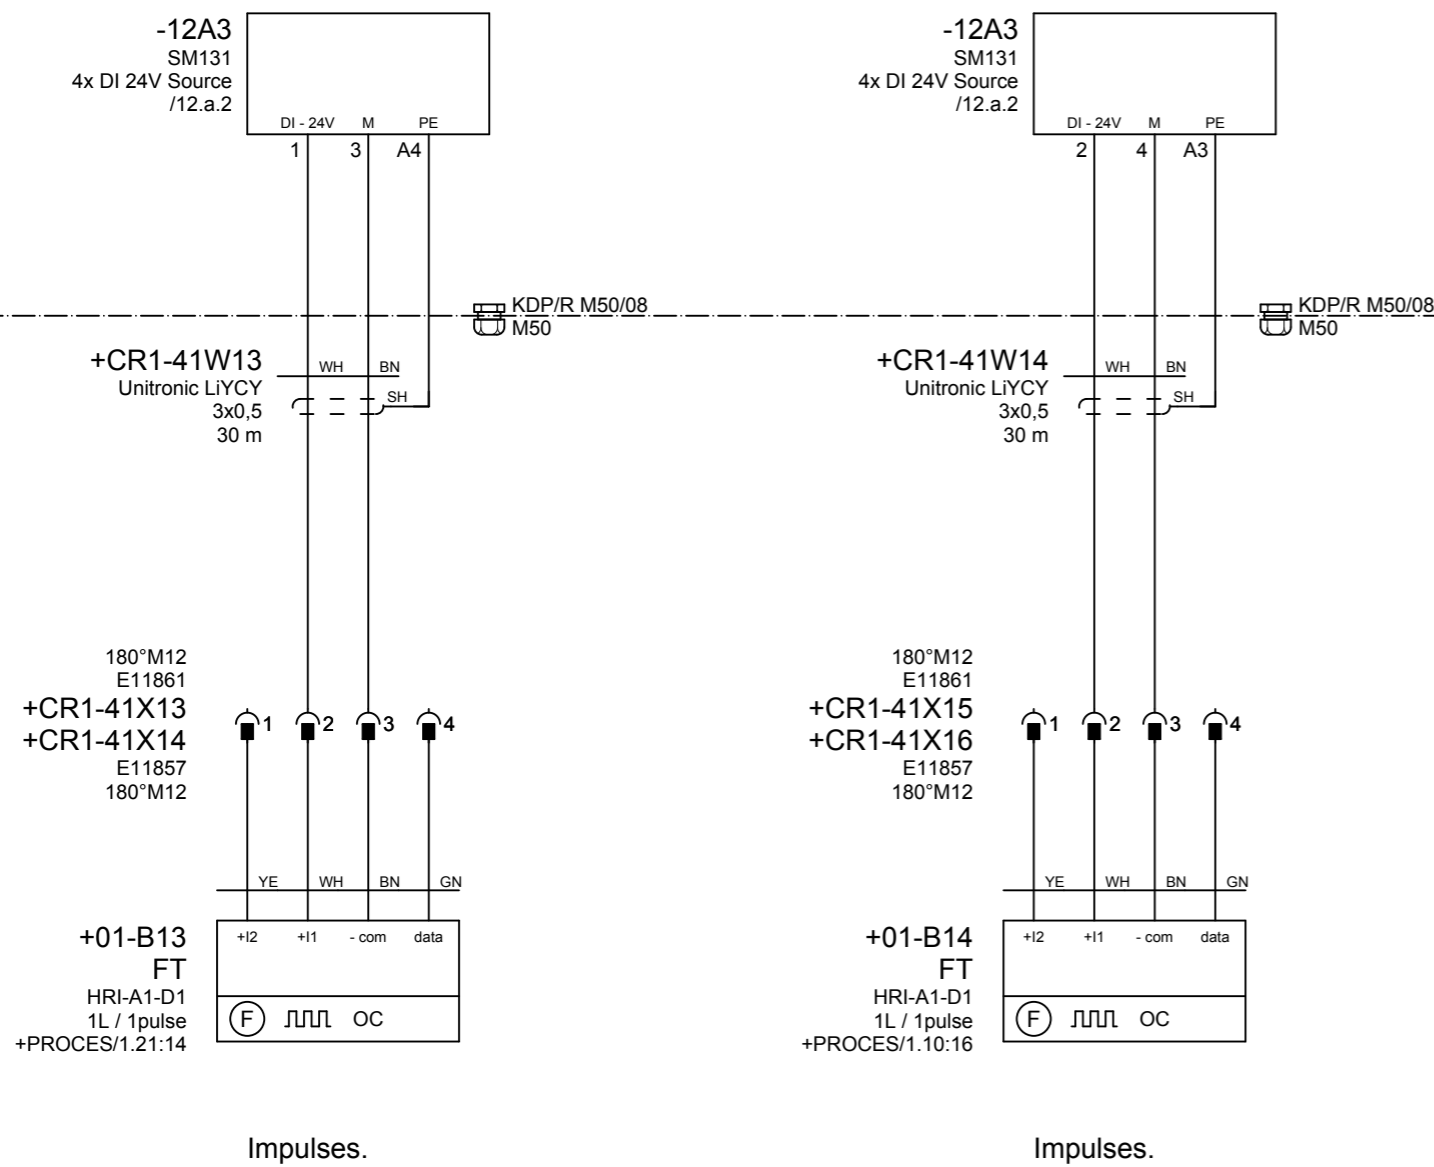 -12A3
SM131
4x DI 24V Source
/12.a.2
DI - 24V M PE
1 3 A4
KDP/R M50/08
M50
+CR1-41W13
Unitronic LiYCY
3x0,5
30 m
WH BN
SH
180°M12
E11861
+CR1-41X13
+CR1-41X14
E11857
180°M12
1 2 3 4
YE WH BN GN
+01-B13
FT
HRI-A1-D1
1L / 1pulse
+PROCES/1.21:14
+I2 +I1 - com data
F OC
Impulses.
-12A3
SM131
4x DI 24V Source
/12.a.2
DI - 24V M PE
2 4 A3
KDP/R M50/08
M50
+CR1-41W14
Unitronic LiYCY
3x0,5
30 m
WH BN
SH
180°M12
E11861
+CR1-41X15
+CR1-41X16
E11857
180°M12
1 2 3 4
YE WH BN GN
+01-B14
FT
HRI-A1-D1
1L / 1pulse
+PROCES/1.10:16
+I2 +I1 - com data
F OC
Impulses.